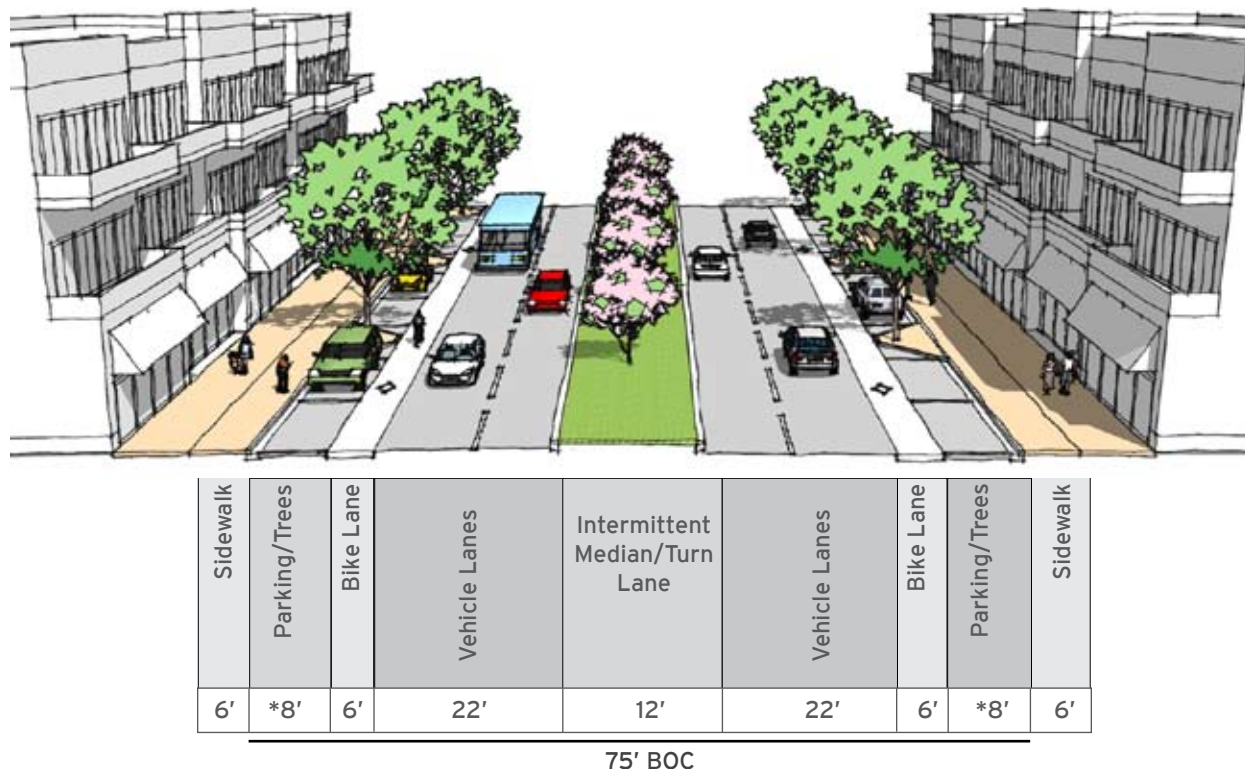 Sidewalk
Parking/Trees
Bike Lane
Vehicle Lanes
Intermittent
Median/Turn
Lane
Vehicle Lanes
Bike Lane
Parking/Trees
Sidewalk
6' *8' 6' 22' 12' 22' 6' *8' 6'
75' BOC